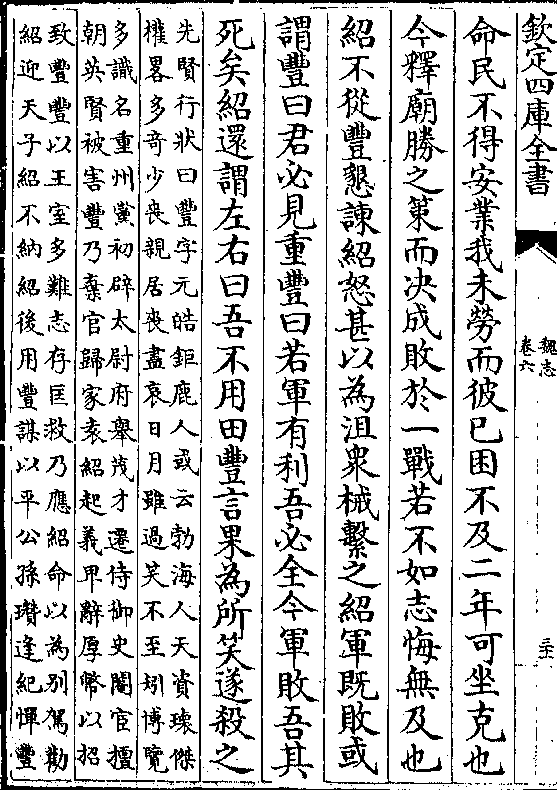 欽定四庫全書
魏志
卷六
三十
命民不得安業我未勞而彼已困不及二年可坐克也
今釋廟勝之策而决成敗於一戰若不如志悔無及也
紹不從豐懇諫紹怒甚以為沮衆械繫之紹軍既敗或
謂豐曰君必見重豐曰若軍有利吾必全今軍敗吾其
死矣紹還謂左右曰吾不用田豐言果為所笑遂殺之
先賢行狀曰豐字元皓鉅鹿人或云勃海人天資瓌傑
權畧多奇少喪親居喪盡哀日月雖過笑不至矧博覽
多識名重州黨初辟太尉府舉茂才遷侍御史閹宦擅
朝英賢被害豐乃棄官歸家袁紹起義卑辭厚幣以招
致豐豐以王室多難志存匡救乃應紹命以為别駕勸
紹迎天子紹不納紹後用豐謀以平公孫瓚逢紀憚豐